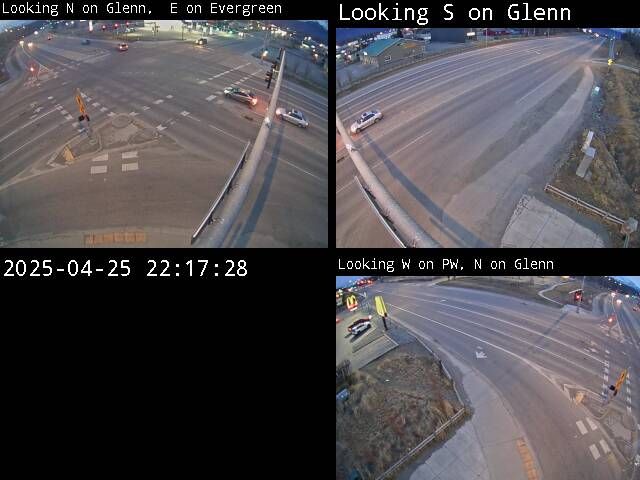 Looking N on Glenn,  E on Evergreen
Looking S on Glenn
2025-04-25 22:17:28
Looking W on PW, N on Glenn